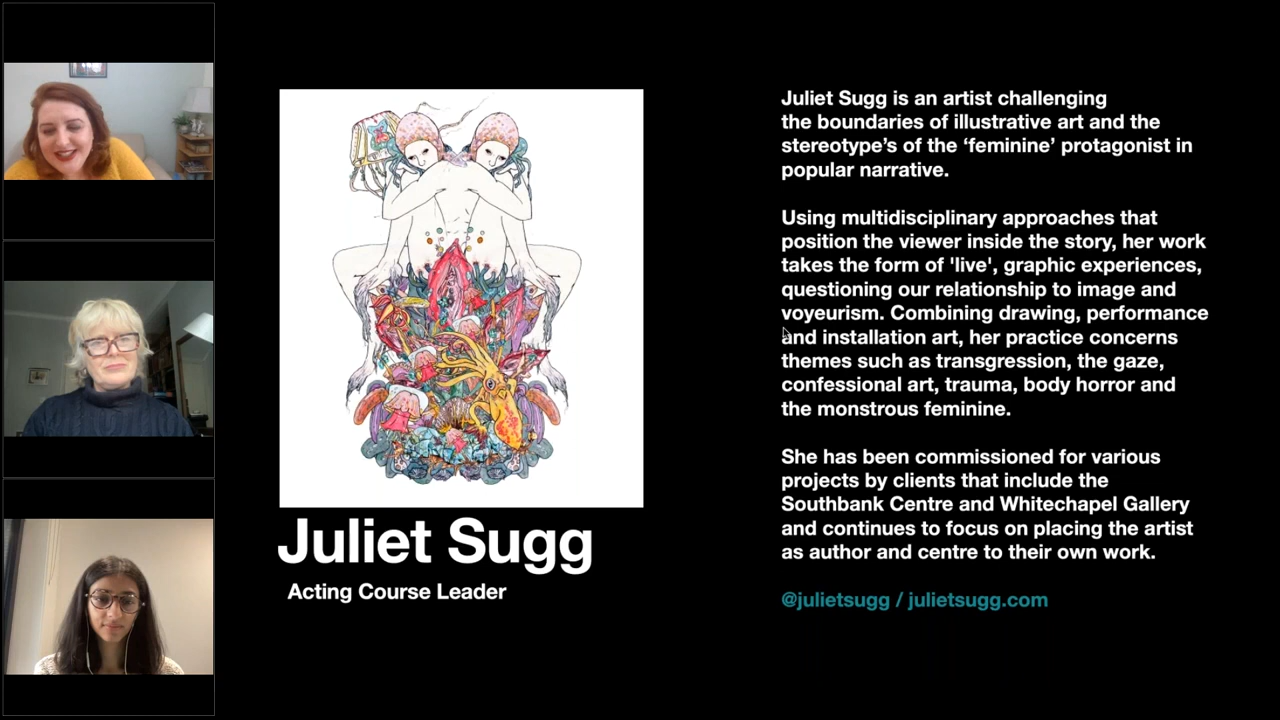 Juliet Sugg
Acting Course Leader
Juliet Sugg is an artist challenging
the boundaries of illustrative art and the
stereotype’s of the ‘feminine’ protagonist in
popular narrative.
Using multidisciplinary approaches that
position the viewer inside the story, her work
takes the form of 'live', graphic experiences,
questioning our relationship to image and
voyeurism. Combining drawing, performance
and installation art, her practice concerns
themes such as transgression, the gaze,
confessional art, trauma, body horror and
the monstrous feminine.
She has been commissioned for various
projects by clients that include the
Southbank Centre and Whitechapel Gallery
and continues to focus on placing the artist
as author and centre to their own work.
@julietsugg / julietsugg.com